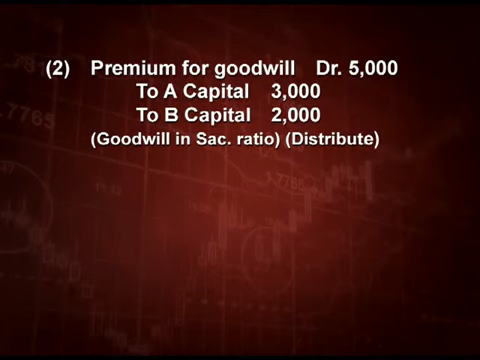 (2) Premium for goodwill Dr. 5,000
To A Capital 3,000
To B Capital 2,000
(Goodwill in Sac. ratio) (Distribute)